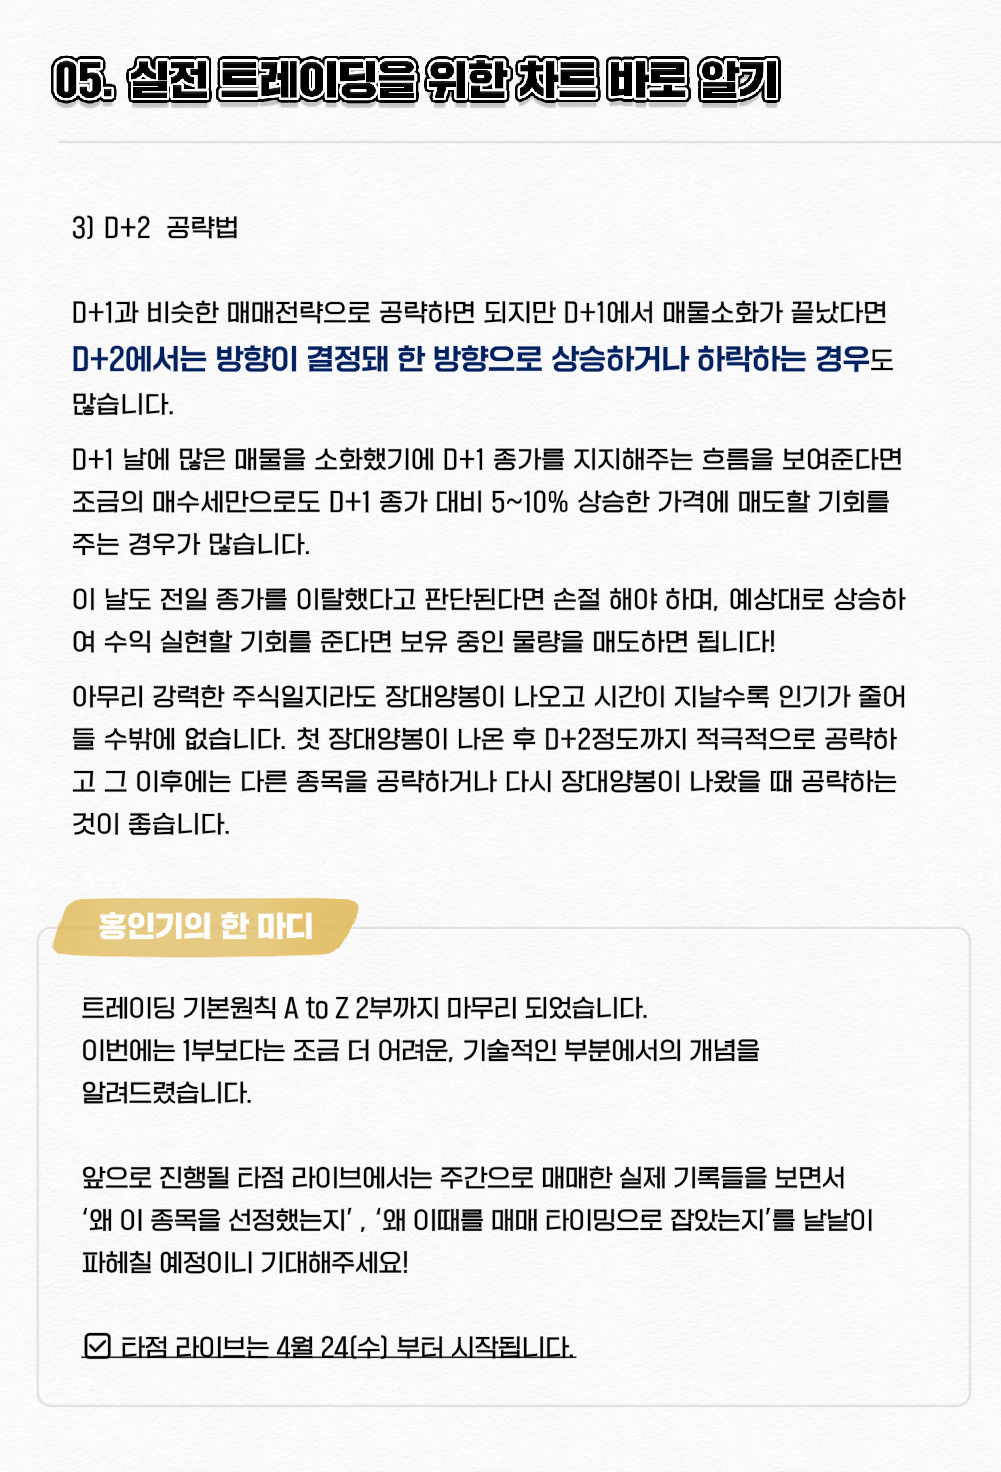 05. 실전 트레이딩을 위한 차트 바로 알기
3) D+2 공략법
D+1과 비슷한 매매전략으로 공략하면 되지만 D+1에서 매물소화가 끝났다면
D+2에서는 방향이 결정돼 한 방향으로 상승하거나 하락하는 경우도
많습니다.
D+1 날에 많은 매물을 소화했기에 D+1 종가를 지지해주는 흐름을 보여준다면
조금의 매수세만으로도 D+1 종가 대비 5~10% 상승한 가격에 매도할 기회를
주는 경우가 많습니다.
이 날도 전일 종가를 이탈했다고 판단된다면 손절 해야 하며, 예상대로 상승하
여 수익 실현할 기회를 준다면 보유 중인 물량을 매도하면 됩니다!
아무리 강력한 주식일지라도 장대양봉이 나오고 시간이 지날수록 인기가 줄어
들 수밖에 없습니다. 첫 장대양봉이 나온 후 D+2정도까지 적극적으로 공략하
고 그 이후에는 다른 종목을 공략하거나 다시 장대양봉이 나왔을 때 공략하는
것이 좋습니다.
홍인기의 한 마디
트레이딩 기본원칙 A to Z 2부까지 마무리 되었습니다.
이번에는 1부보다는 조금 더 어려운, 기술적인 부분에서의 개념을
알려드렸습니다.
앞으로 진행될 타점 라이브에서는 주간으로 매매한 실제 기록들을 보면서
‘왜 이 종목을 선정했는지’ , ‘왜 이때를 매매 타이밍으로 잡았는지’를 낱낱이
파헤칠 예정이니 기대해주세요!
☑ 타점 라이브는 4월 24(수) 부터 시작됩니다.